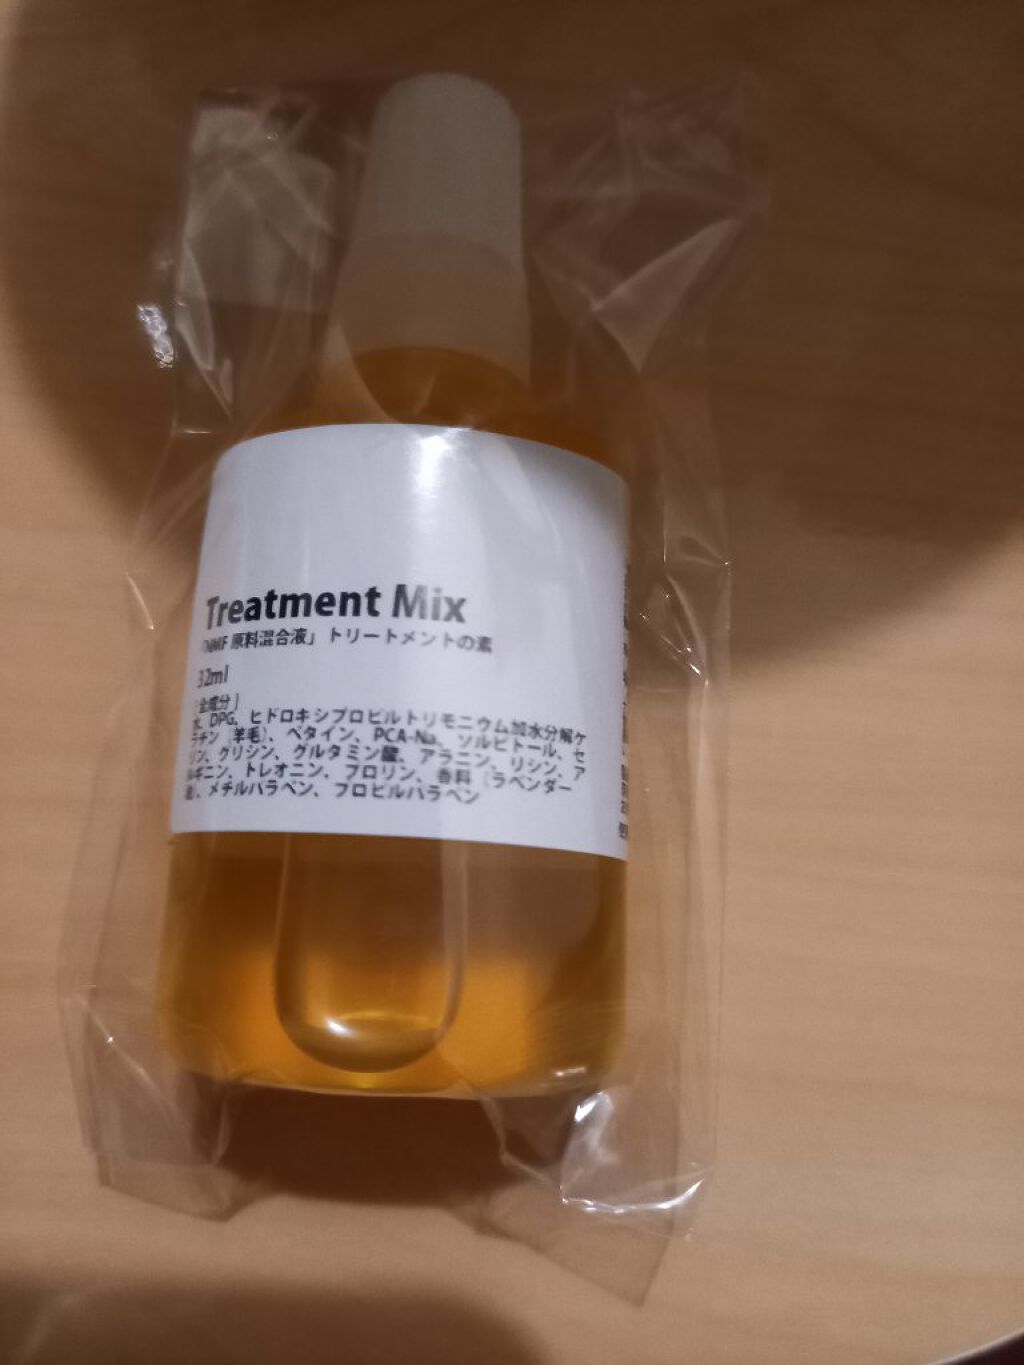 Treatment Mix
「NMF 原料混合液」トリートメントの素
32ml
[全成分]
水、DPG、ヒドロキシプロピルトリモニウム加水分解ケ
ラチン（羊毛）、ベタイン、PCA-Na、ソルビトール、セ
リン、グリシン、グルタミン酸、アラニン、リシン、ア
ルギニン、トレオニン、プロリン、香料（ラベンダー
、メチルパラベン、プロピルパラベン